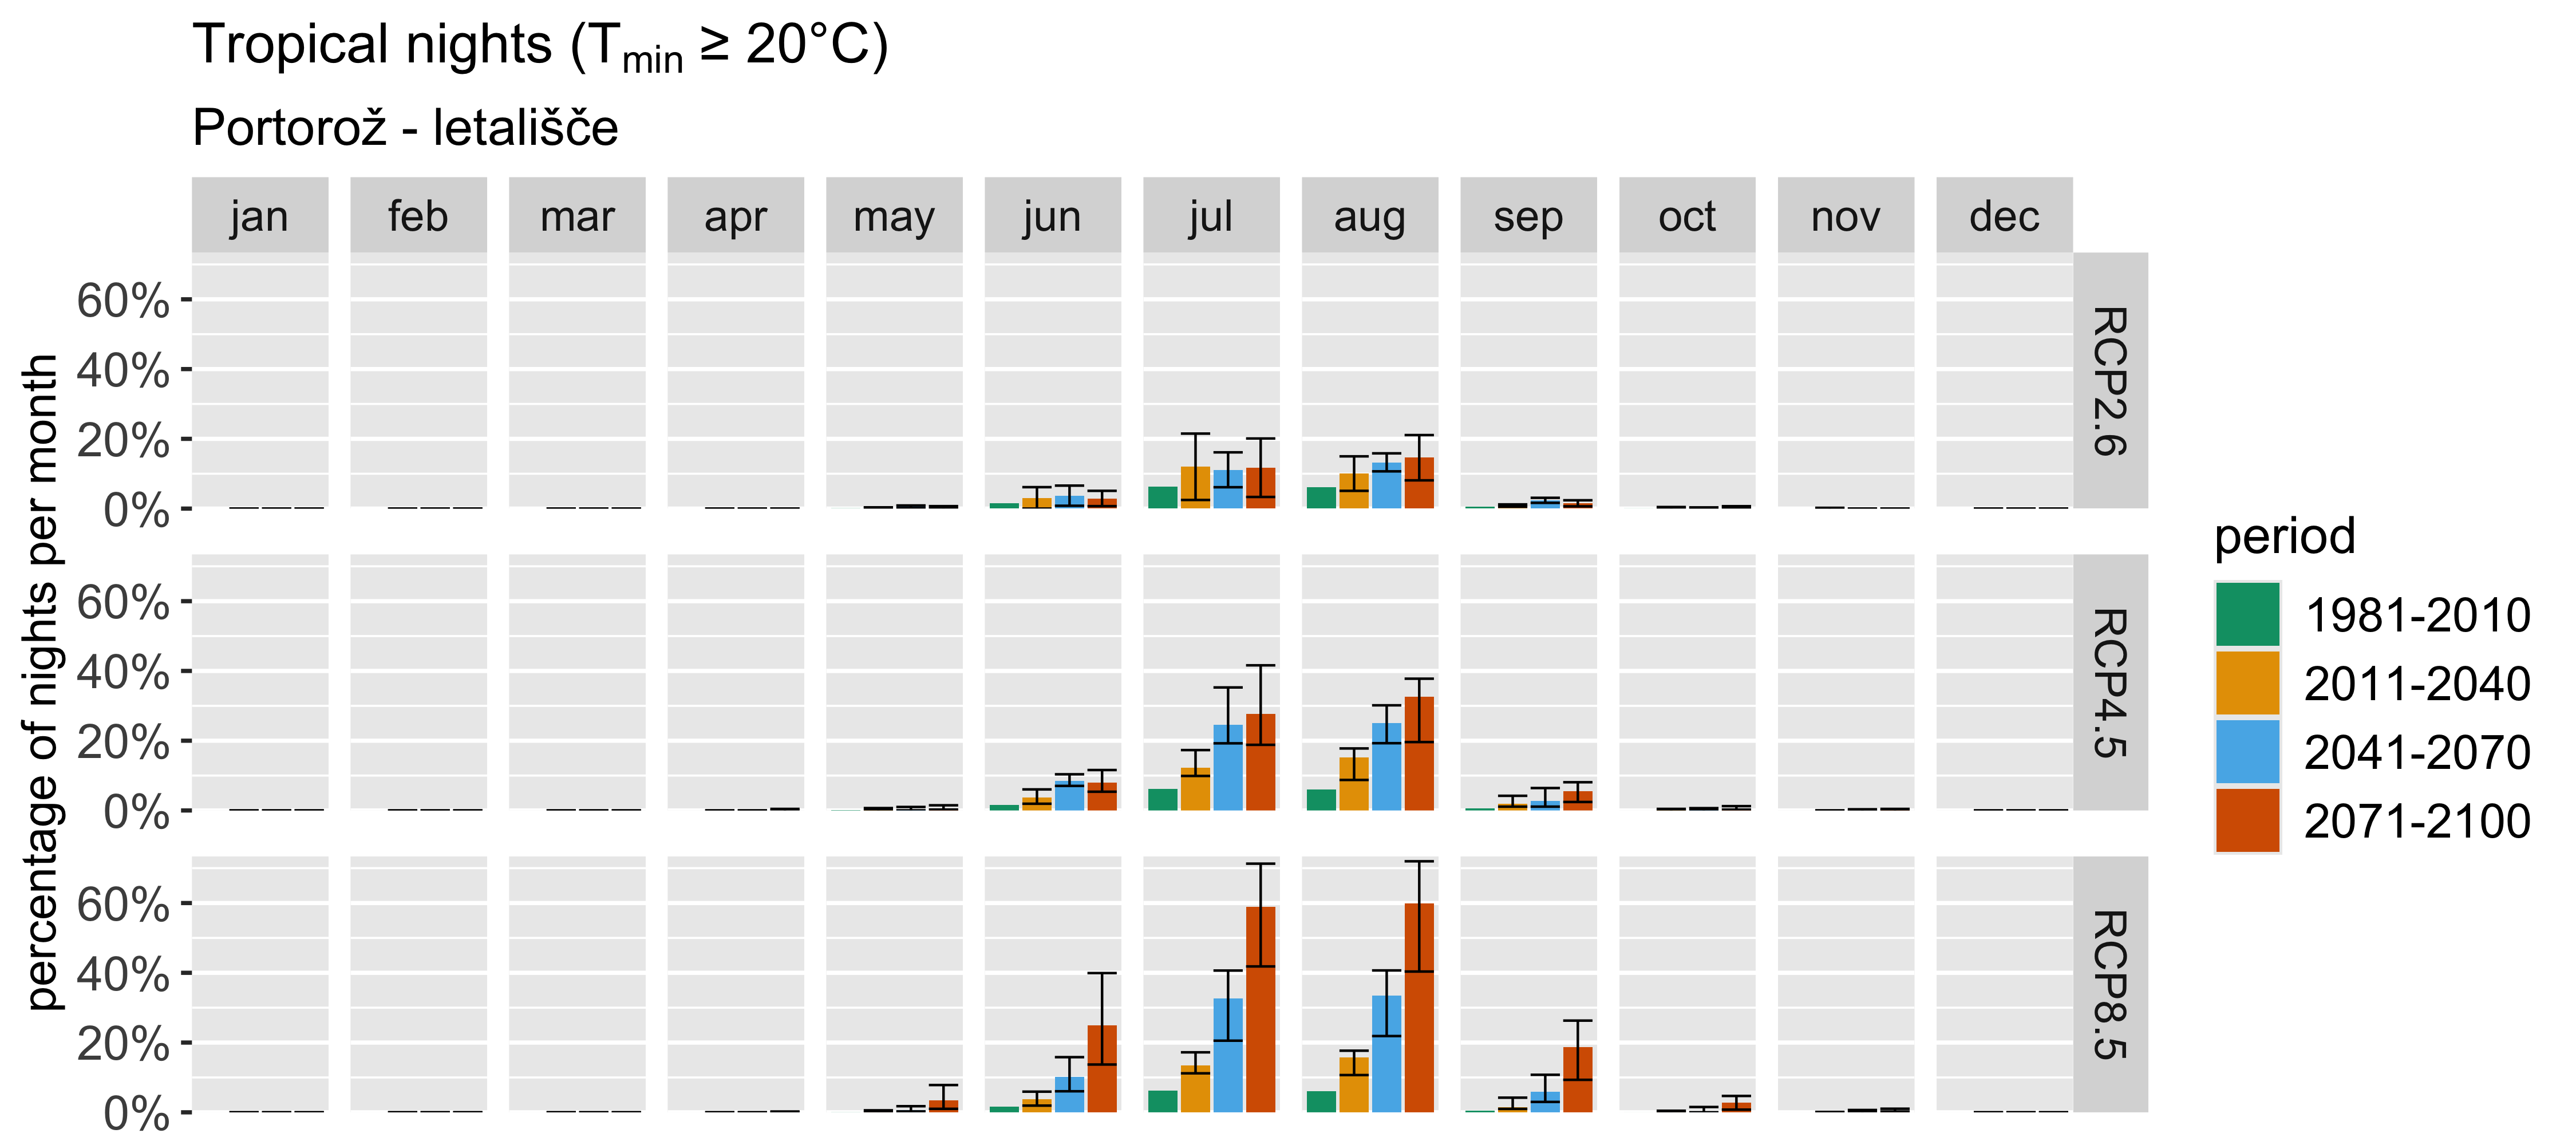 Tropical nights (Tmin ≥ 20°C)
Portorož - letališče
jan feb mar apr may jun jul aug sep oct nov dec
percentage of nights per month
60%
40%
20%
0%
RCP2.6
60%
40%
20%
0%
RCP4.5
60%
40%
20%
0%
RCP8.5
period
1981-2010
2011-2040
2041-2070
2071-2100